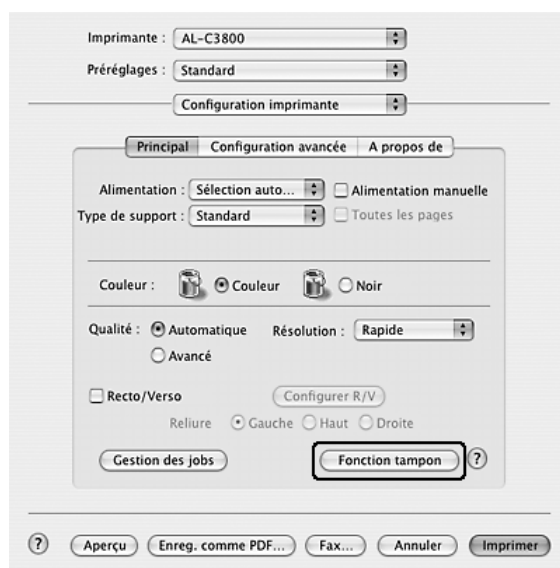 Imprimante : AL-C3800
Préréglages : Standard
Configuration imprimante
Principal Configuration avancée A propos de
Alimentation : Sélection auto... Alimentation manuelle
Type de support : Standard Toutes les pages
Couleur : Couleur Noir
Qualité : Automatique Résolution : Rapide
Avancé
Recto/Verso Configurer R/V
Reliure Gauche Haut Droite
Gestion des jobs Fonction tampon ?
? Aperçu Enreg. comme PDF... Fax... Annuler Imprimer